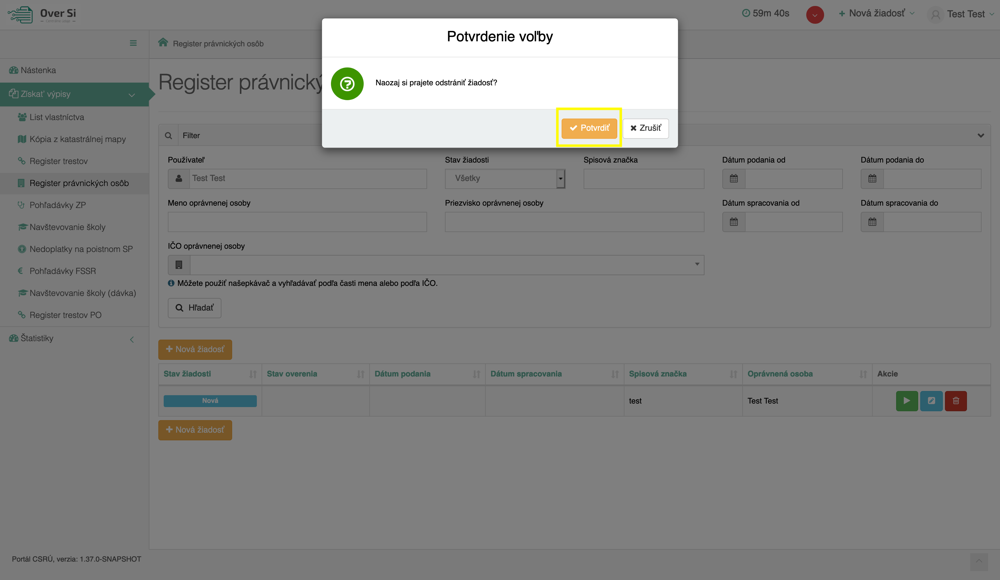 Over Si
Centrálne údaje
59m 40s
Nová žiadosť
Test Test
Register právnických osôb
Potvrdenie voľby
Naozaj si prajete odstrániť žiadosť?
Potvrdiť
Zrušiť
Nástenka
Získať výpisy
List vlastníctva
Kópia z katastrálnej mapy
Register trestov
Register právnických osôb
Pohľadávky ZP
Navštevovanie školy
Nedoplatky na poistnom SP
Pohľadávky FSSR
Navštevovanie školy (dávka)
Register trestov PO
Štatistiky
Register
Filter
Používateľ
Stav žiadosti
Spisová značka
Dátum podania od
Dátum podania do
Test Test
Všetky
Meno oprávnenej osoby
Priezvisko oprávnenej osoby
Dátum spracovania od
Dátum spracovania do
IČO oprávnenej osoby
Môžete použiť našepkávač a vyhľadávať podľa časti mena alebo podľa IČO.
Hľadať
Nová žiadosť
Stav žiadosti
Stav overenia
Dátum podania
Dátum spracovania
Spisová značka
Oprávnená osoba
Akcie
Nová
test
Test Test
Nová žiadosť
Portál CSRÚ, verzia: 1.37.0-SNAPSHOT